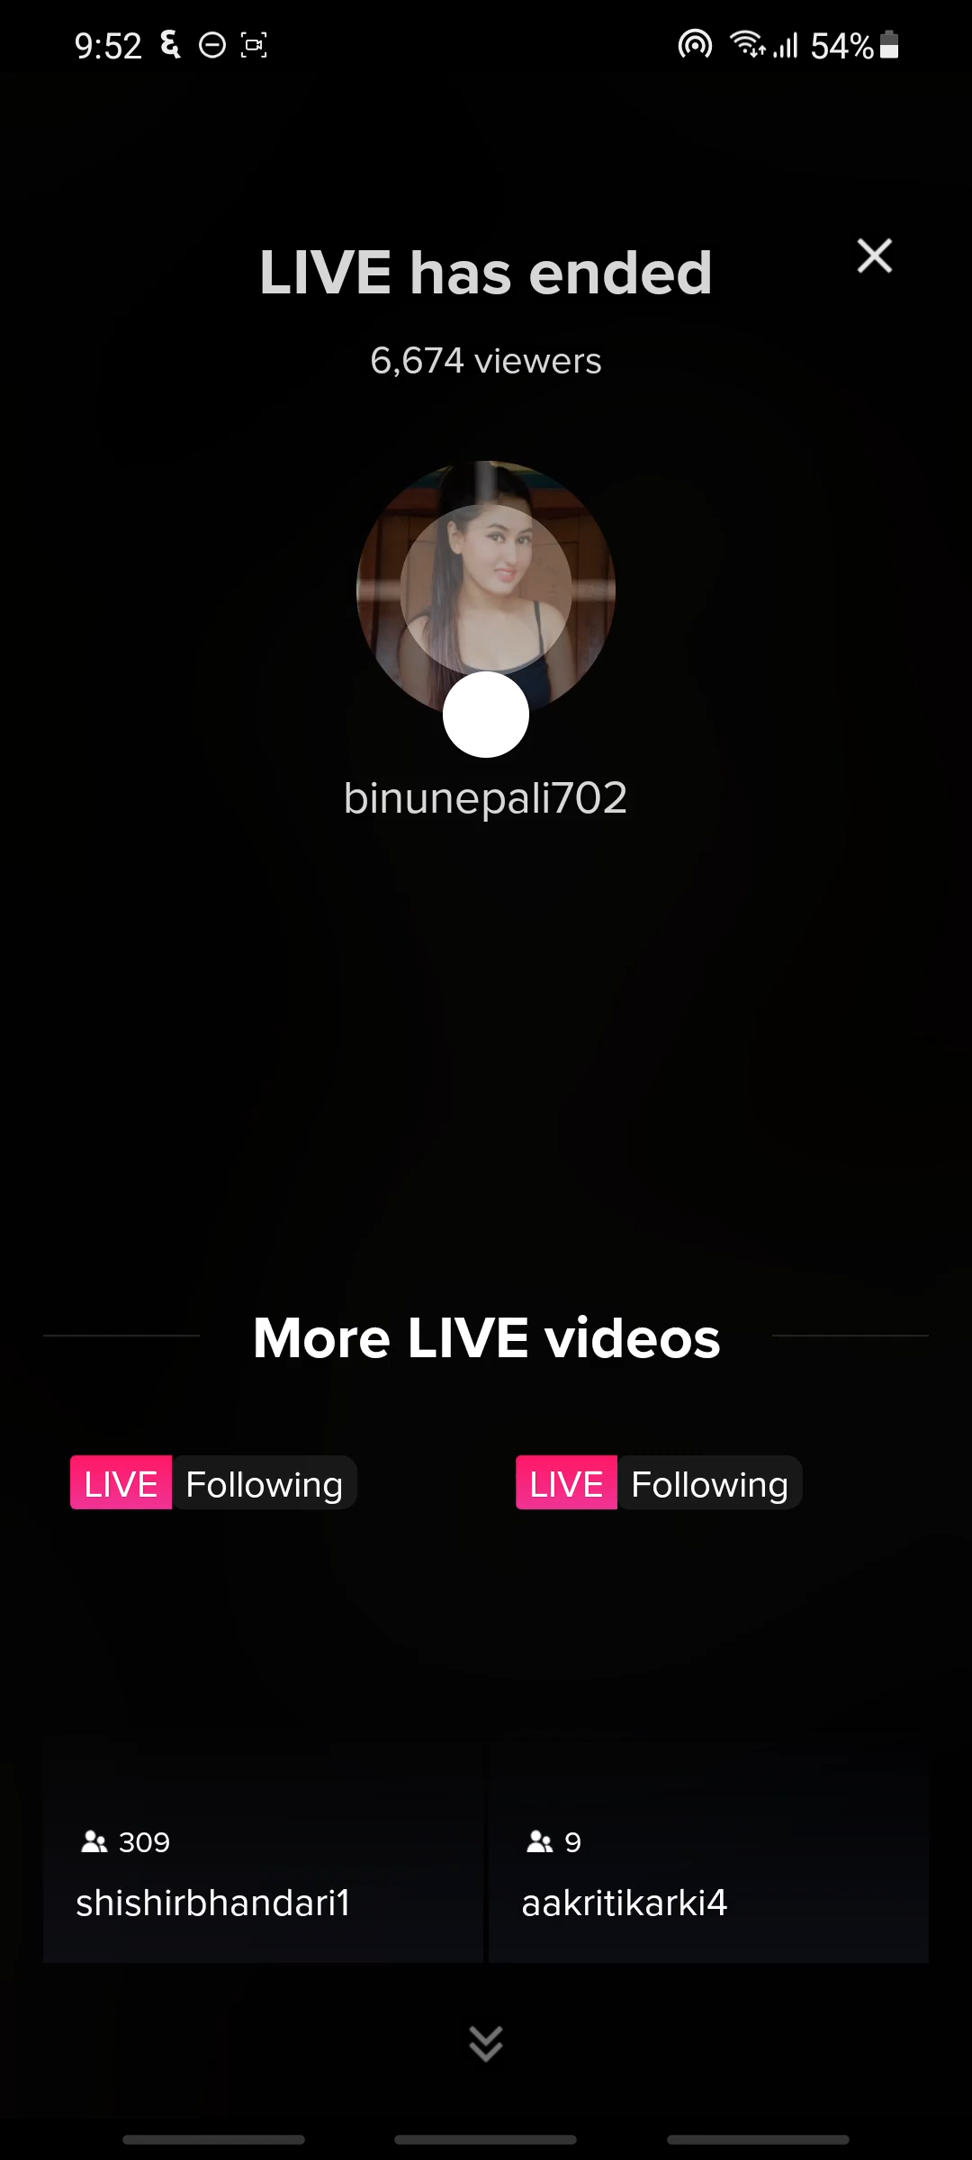 9:52 54%
LIVE has ended
6,674 viewers
binunepali702
More LIVE videos
LIVE Following LIVE Following
309 9
shishirbhandari1 aakritikarki4